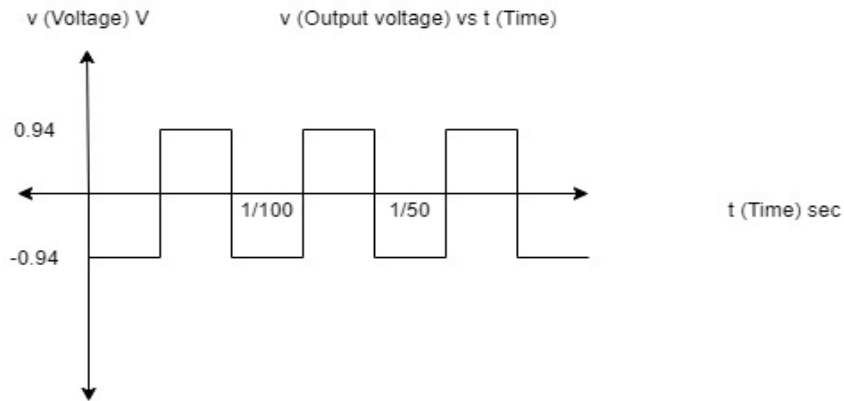 v (Voltage) V
v (Output voltage) vs t (Time)
0.94
1/100
1/50
t (Time) sec
-0.94